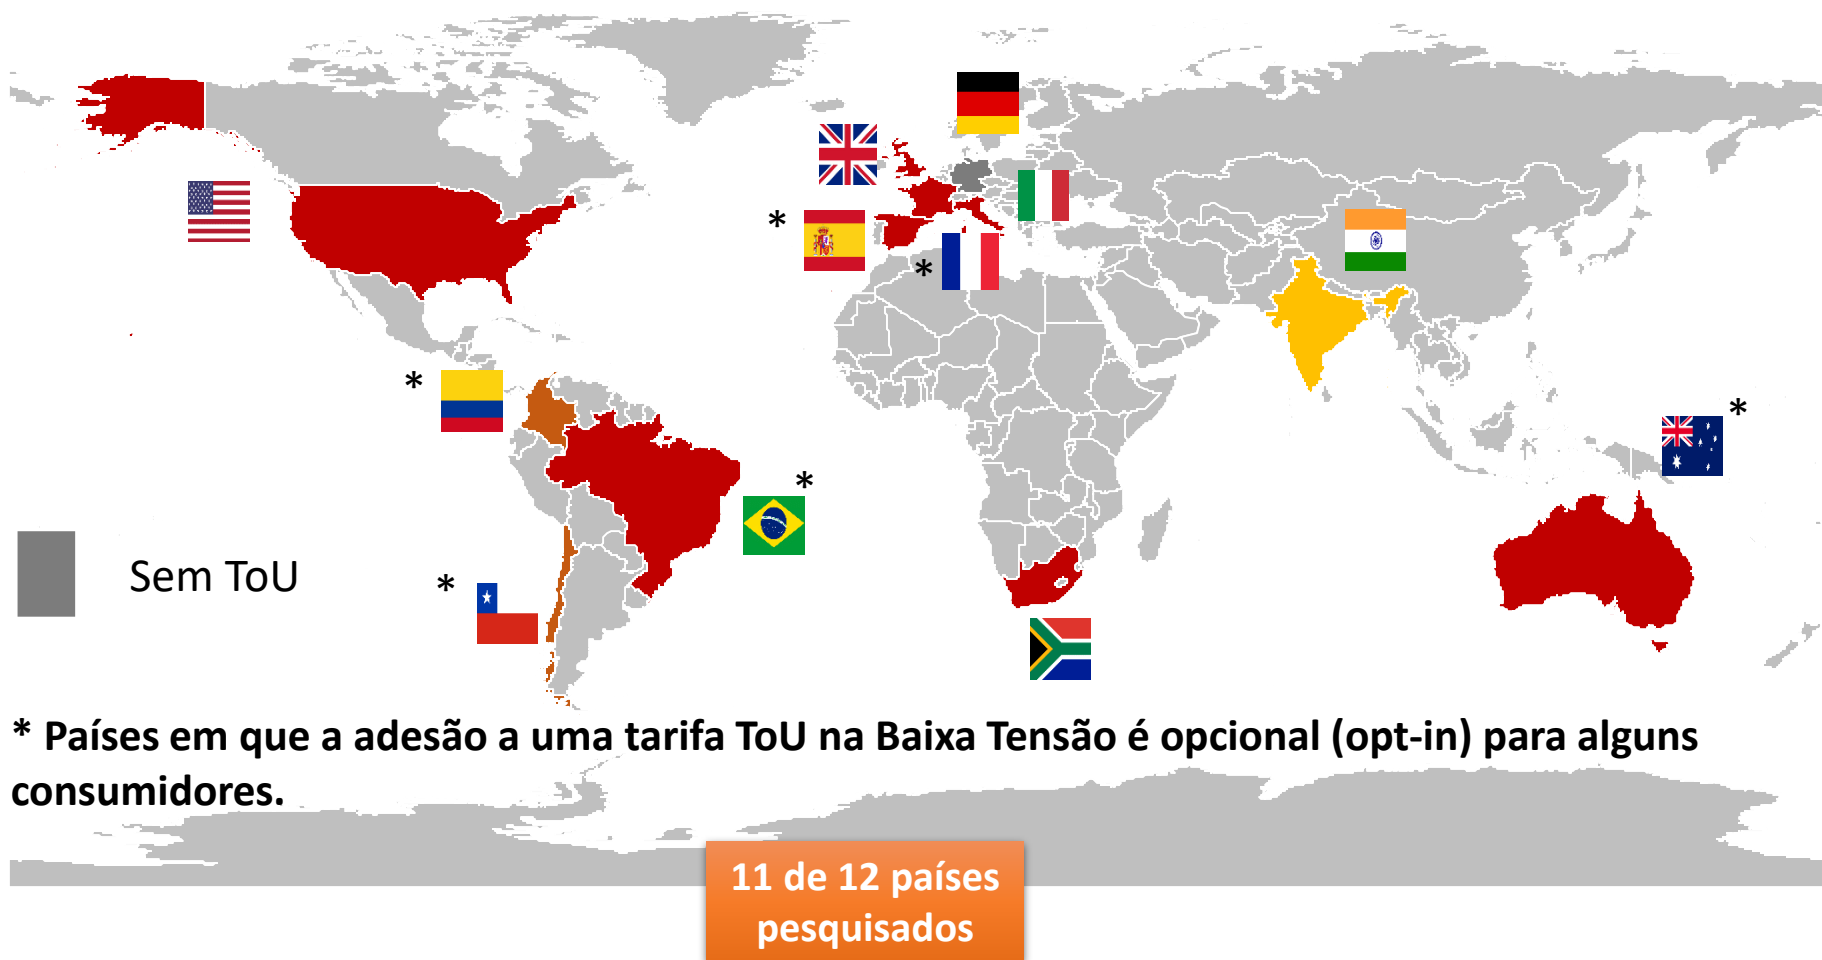 *
*
*
*
*
*
Sem ToU
* Países em que a adesão a uma tarifa ToU na Baixa Tensão é opcional (opt-in) para alguns
consumidores.
11 de 12 países
pesquisados